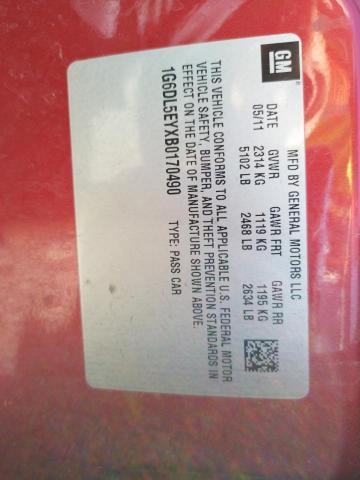 GM
MFD BY GENERAL MOTORS LLC
DATE GVWR GAWR FRT GAWR RR
05/11 2314 KG 1119 KG 1195 KG
5102 LB 2468 LB 2634 LB
THIS VEHICLE CONFORMS TO ALL APPLICABLE U.S. FEDERAL MOTOR
VEHICLE SAFETY, BUMPER, AND THEFT PREVENTION STANDARDS IN
EFFECT ON THE DATE OF MANUFACTURE SHOWN ABOVE.
1G6DL5EYXB0170490 TYPE: PASS CAR